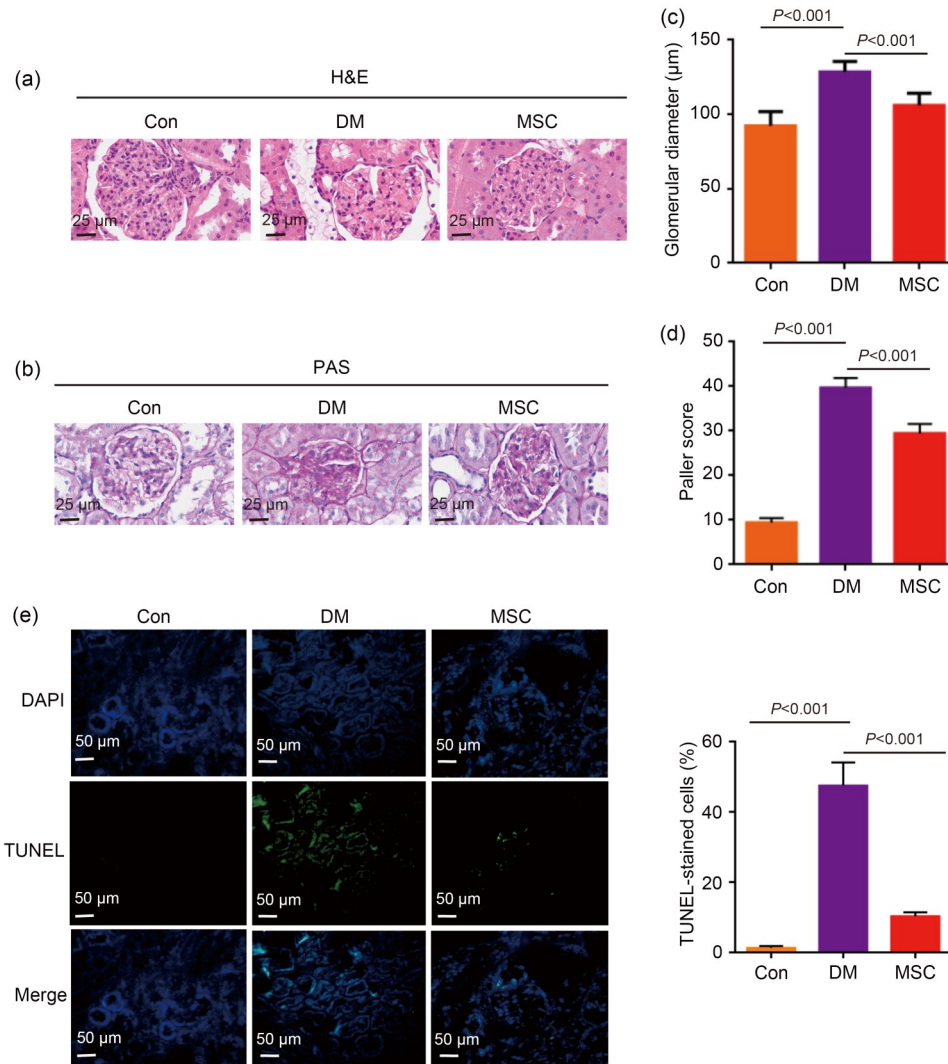 (a)
H&E
Con DM MSC
25 μm 25 μm 25 μm
(b)
PAS
Con DM MSC
25 μm 25 μm 25 μm
(c)
Glomerular diameter (μm)
P<0.001
P<0.001
150
100
50
0
Con DM MSC
(d)
Paller score
P<0.001
P<0.001
50
40
30
20
10
0
Con DM MSC
(e)
Con DM MSC
DAPI
50 μm 50 μm 50 μm
TUNEL
50 μm 50 μm 50 μm
Merge
50 μm 50 μm 50 μm
TUNEL-stained cells (%)
P<0.001
P<0.001
60
40
20
0
Con DM MSC